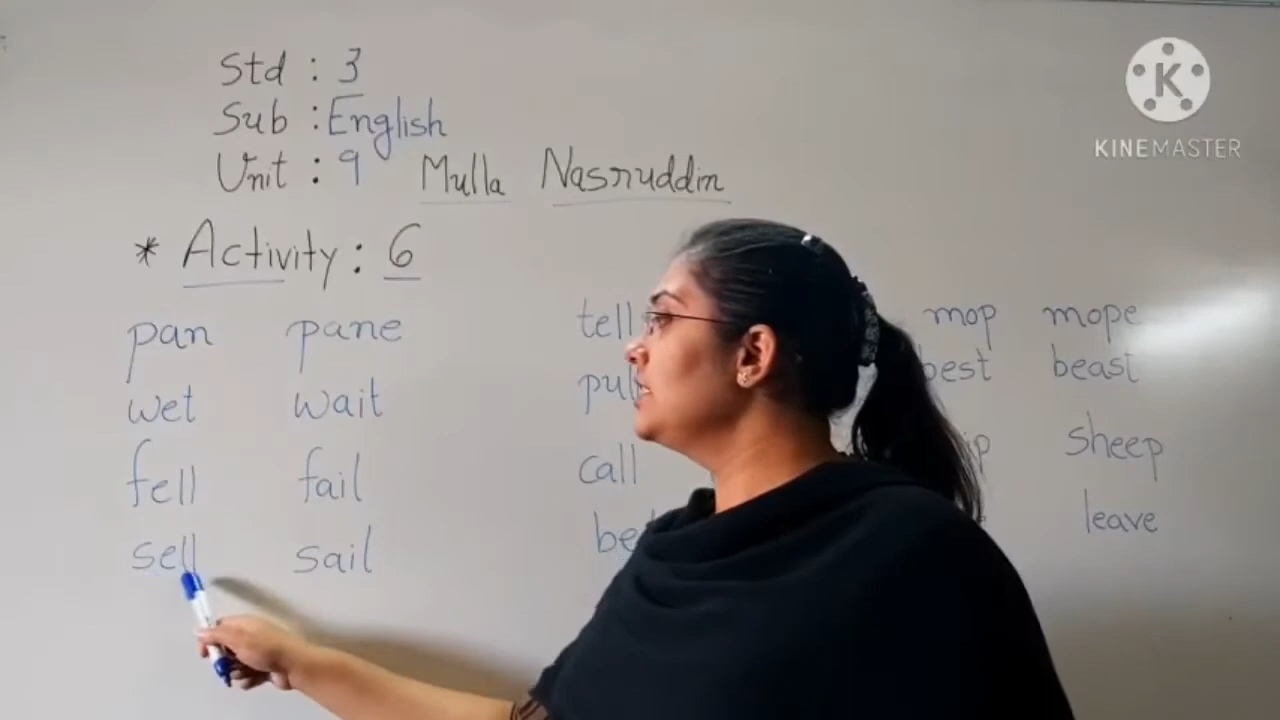 Std : 3
Sub : English
Unit : 9 Mulla Nasruddin
* Activity : 6
pan pane tell mop mope
wet wait best beast
fell fail call sheep
sell sail leave
KINEMASTER